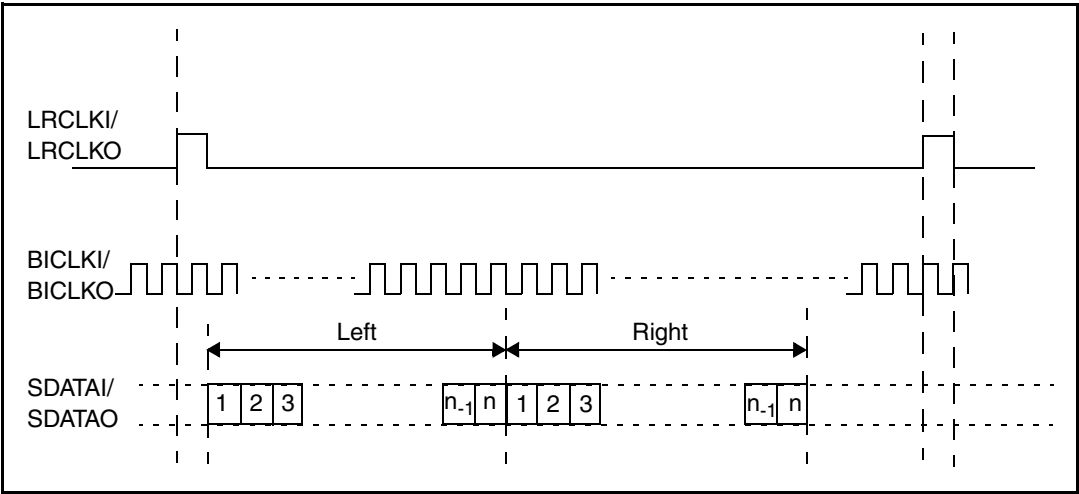 LRCLKI/
LRCLKO
BICLKI/
BICLKO
Left Right
SDATAI/
SDATAO
1 2 3 n-1 n 1 2 3 n-1 n